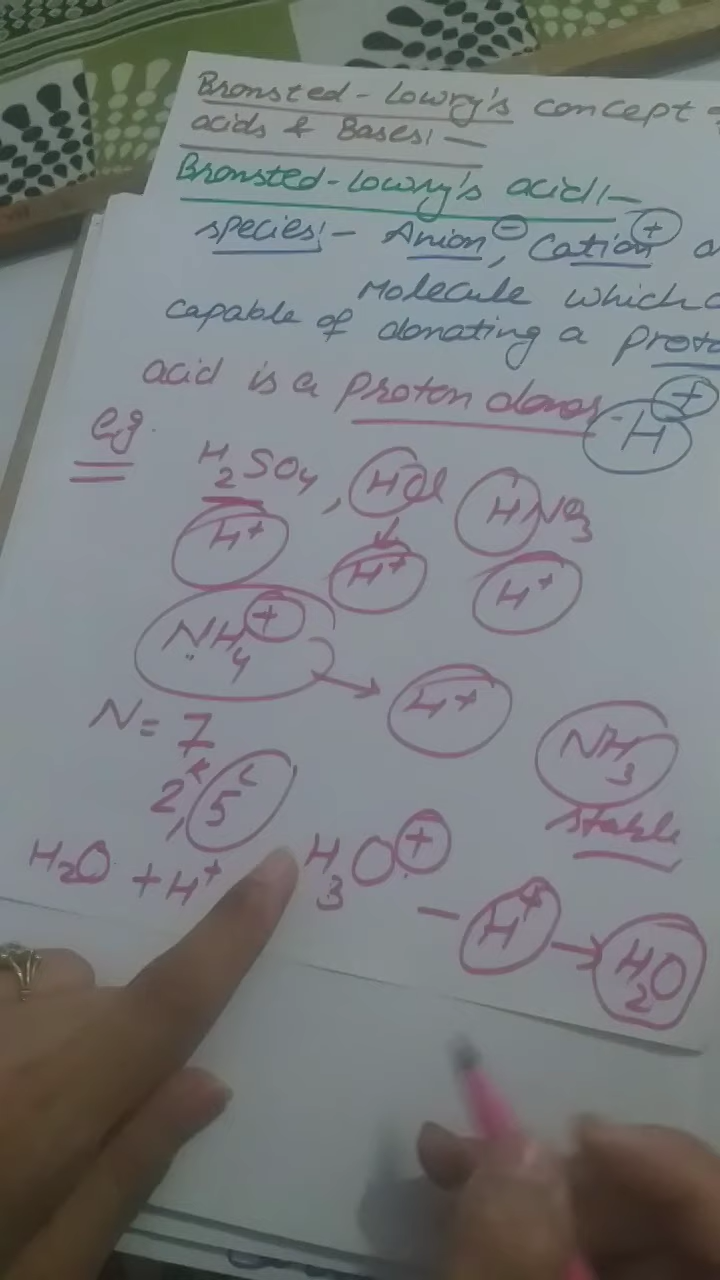 Bronsted-Lowry's concept
acids & Bases:-
Bronsted-Lowry's acid:-
species:- Anion⊖, Cation⊕
Molecule which
capable of donating a
acid is a proton donor H⊕
eg.
H2SO4, HCl HNO3
H+ H+ H+
NH4⊕ → H+ NH3
N = 7 stable
2, 5
H2O + H+ H3O⊕ - H+ → H2O